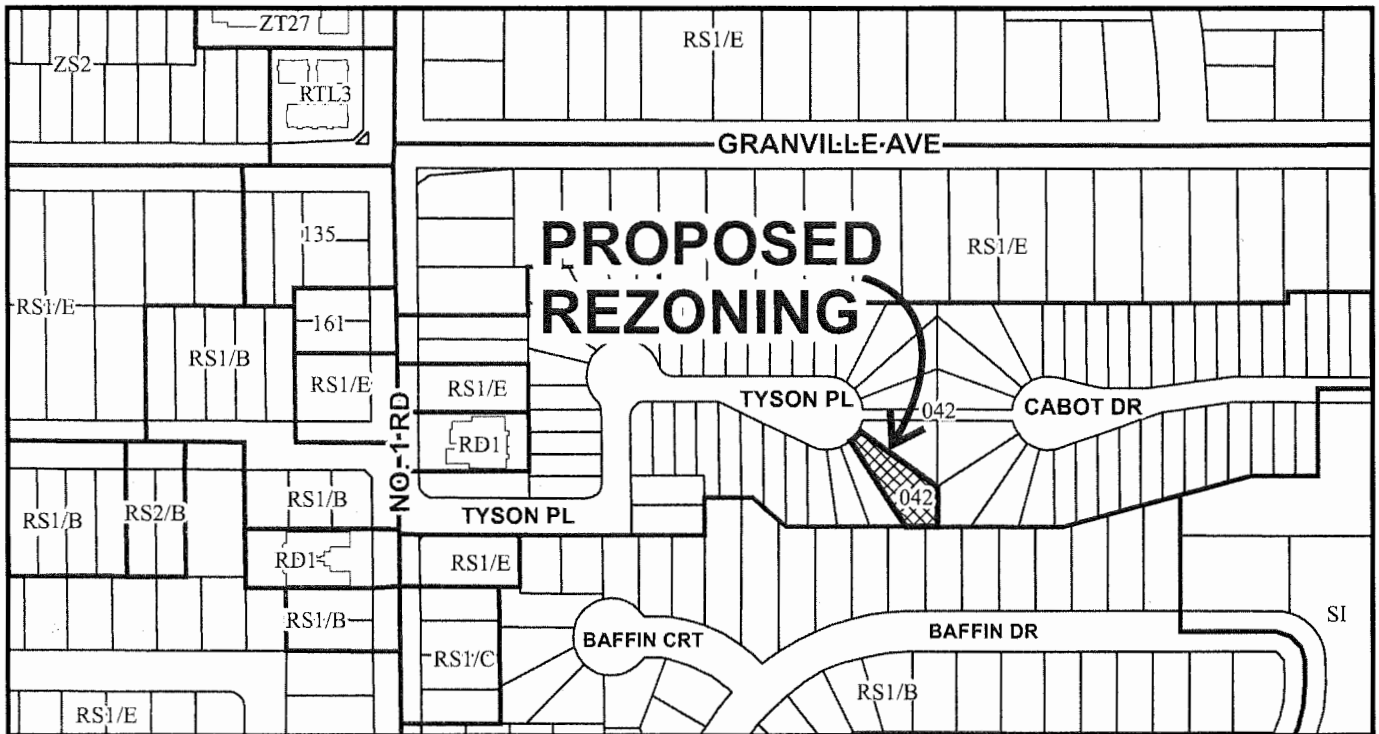 ZT27
RS1/E
ZS2
RTL3
GRANVILLE AVE
135
PROPOSED
REZONING
RS1/E
RS1/E
161
RS1/B
RS1/E
RS1/E
NO. 1 RD
TYSON PL
042
CABOT DR
RD1
042
RS1/B
RS2/B
RS1/B
TYSON PL
RD1
RS1/E
RS1/B
BAFFIN CRT
BAFFIN DR
SI
RS1/C
RS1/B
RS1/E